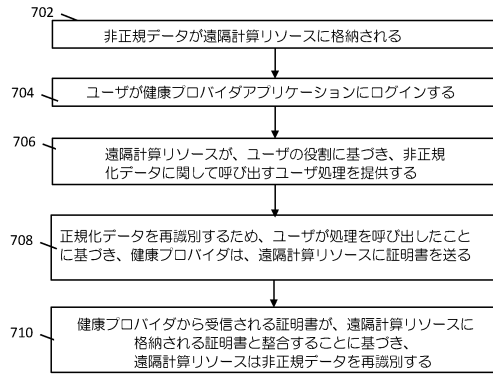 702
非正規データが遠隔計算リソースに格納される
704
ユーザが健康プロバイダアプリケーションにログインする
706
遠隔計算リソースが、ユーザの役割に基づき、非正規
化データに関して呼び出すユーザ処理を提供する
708
正規化データを再識別するため、ユーザが処理を呼び出したこと
に基づき、健康プロバイダは、遠隔計算リソースに証明書を送る
710
健康プロバイダから受信される証明書が、遠隔計算リソースに
格納される証明書と整合することに基づき、
遠隔計算リソースは非正規データを再識別する